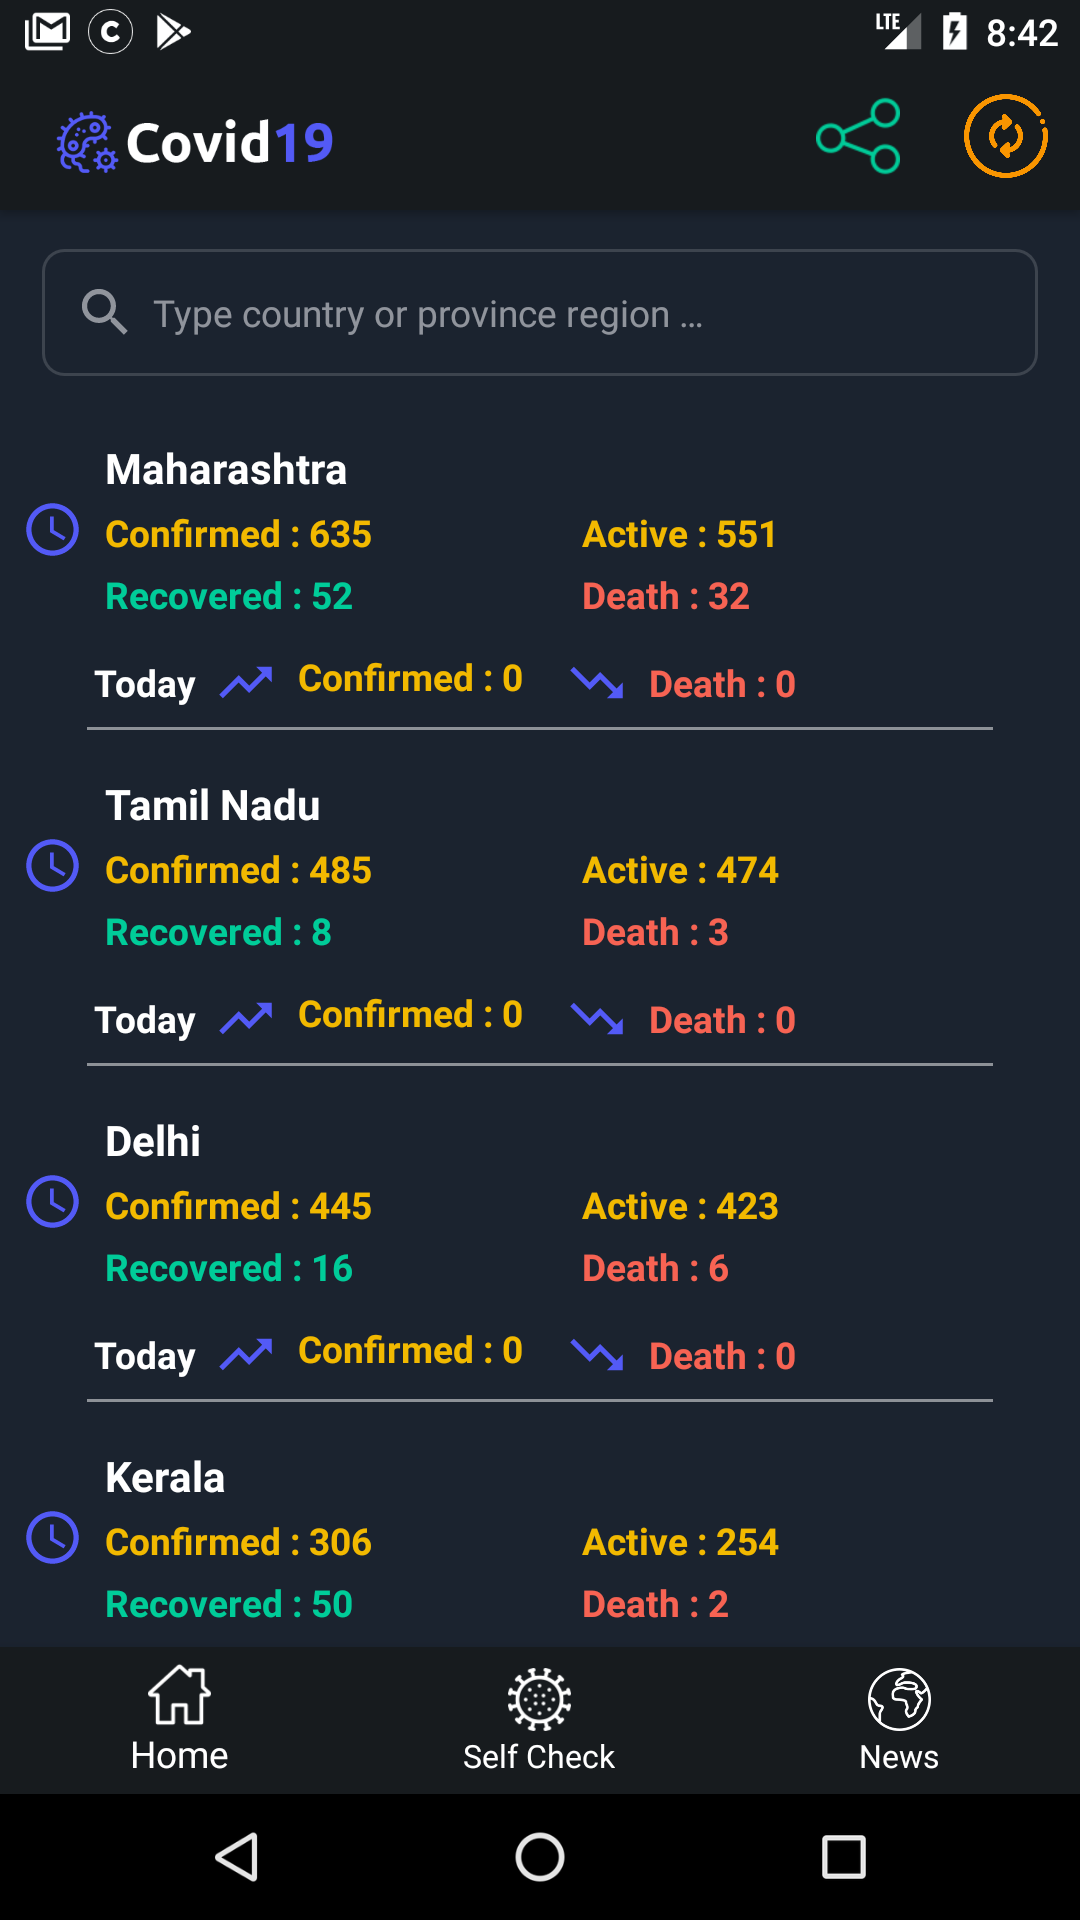 LTE 8:42
Covid19
Type country or province region ...
Maharashtra
Confirmed : 635 Active : 551
Recovered : 52 Death : 32
Today Confirmed : 0 Death : 0
Tamil Nadu
Confirmed : 485 Active : 474
Recovered : 8 Death : 3
Today Confirmed : 0 Death : 0
Delhi
Confirmed : 445 Active : 423
Recovered : 16 Death : 6
Today Confirmed : 0 Death : 0
Kerala
Confirmed : 306 Active : 254
Recovered : 50 Death : 2
Home Self Check News